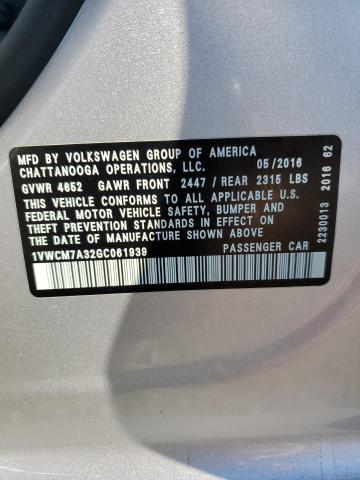 MFD BY VOLKSWAGEN GROUP OF AMERICA
CHATTANOOGA OPERATIONS, LLC. 05/2016
GVWR 4652 GAWR FRONT 2447 / REAR 2315 LBS
THIS VEHICLE CONFORMS TO ALL APPLICABLE U.S.
FEDERAL MOTOR VEHICLE SAFETY, BUMPER AND
THEFT PREVENTION STANDARDS IN EFFECT ON
THE DATE OF MANUFACTURE SHOWN ABOVE
1VWCM7A32GC061939 PASSENGER CAR
2230013 2016 62